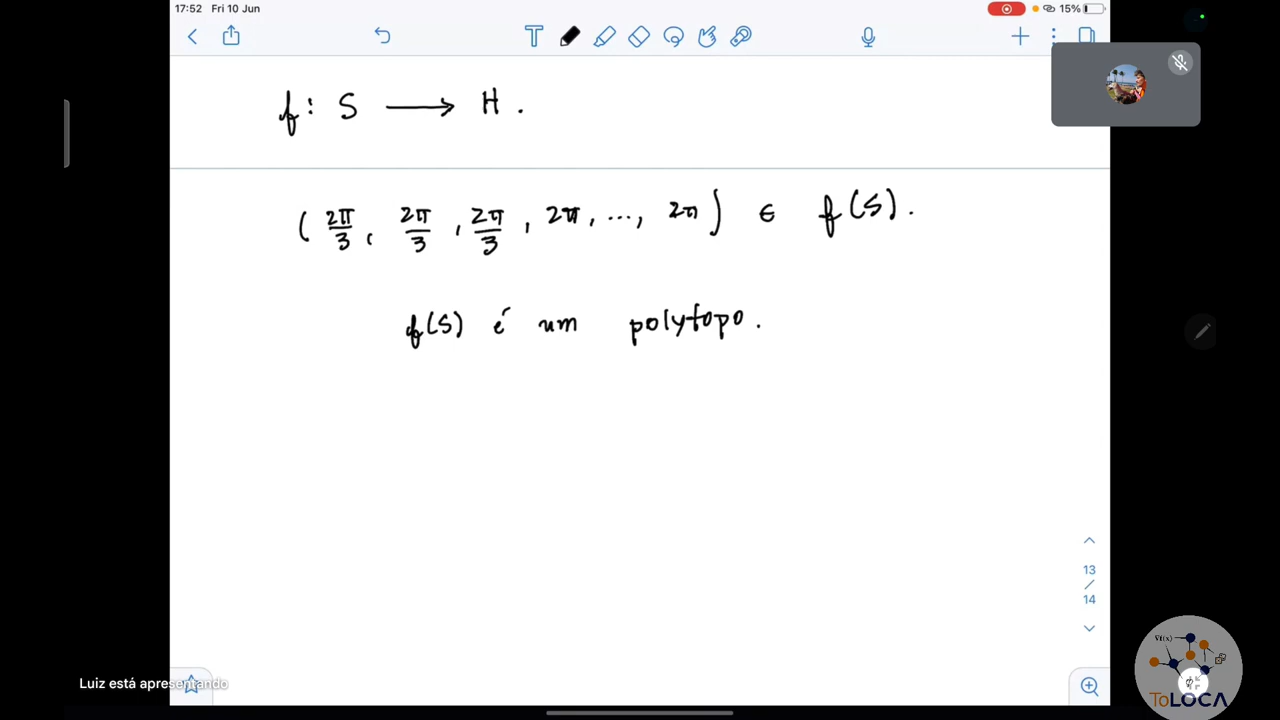 17:52 Fri 10 Jun
15%
f: S ⟶ H.
( 2π/3, 2π/3, 2π/3, 2π, ..., 2π ) ∈ f(S).
f(S) é um polytopo.
13
/
14
Luiz está apresentando
∇f(x)
ToLOCA